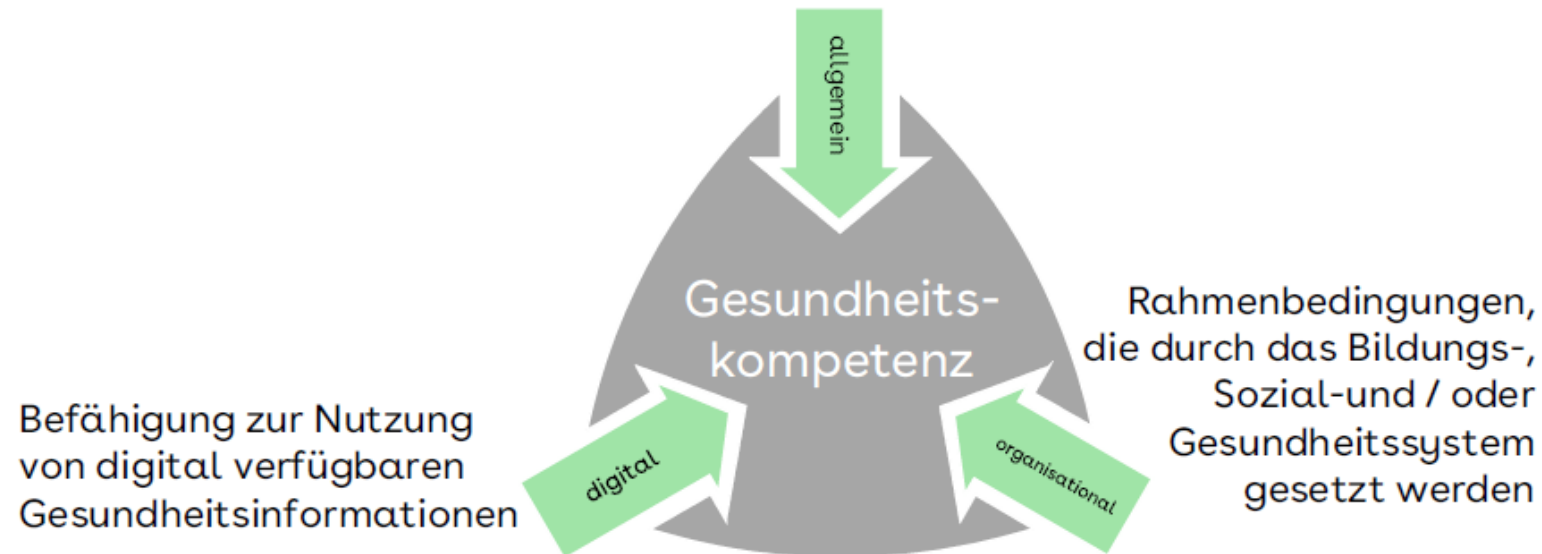 allgemein
Gesundheits-
kompetenz
Rahmenbedingungen,
die durch das Bildungs-,
Sozial-und / oder
Gesundheitssystem
gesetzt werden
Befähigung zur Nutzung
von digital verfügbaren
Gesundheitsinformationen
digital
organisational